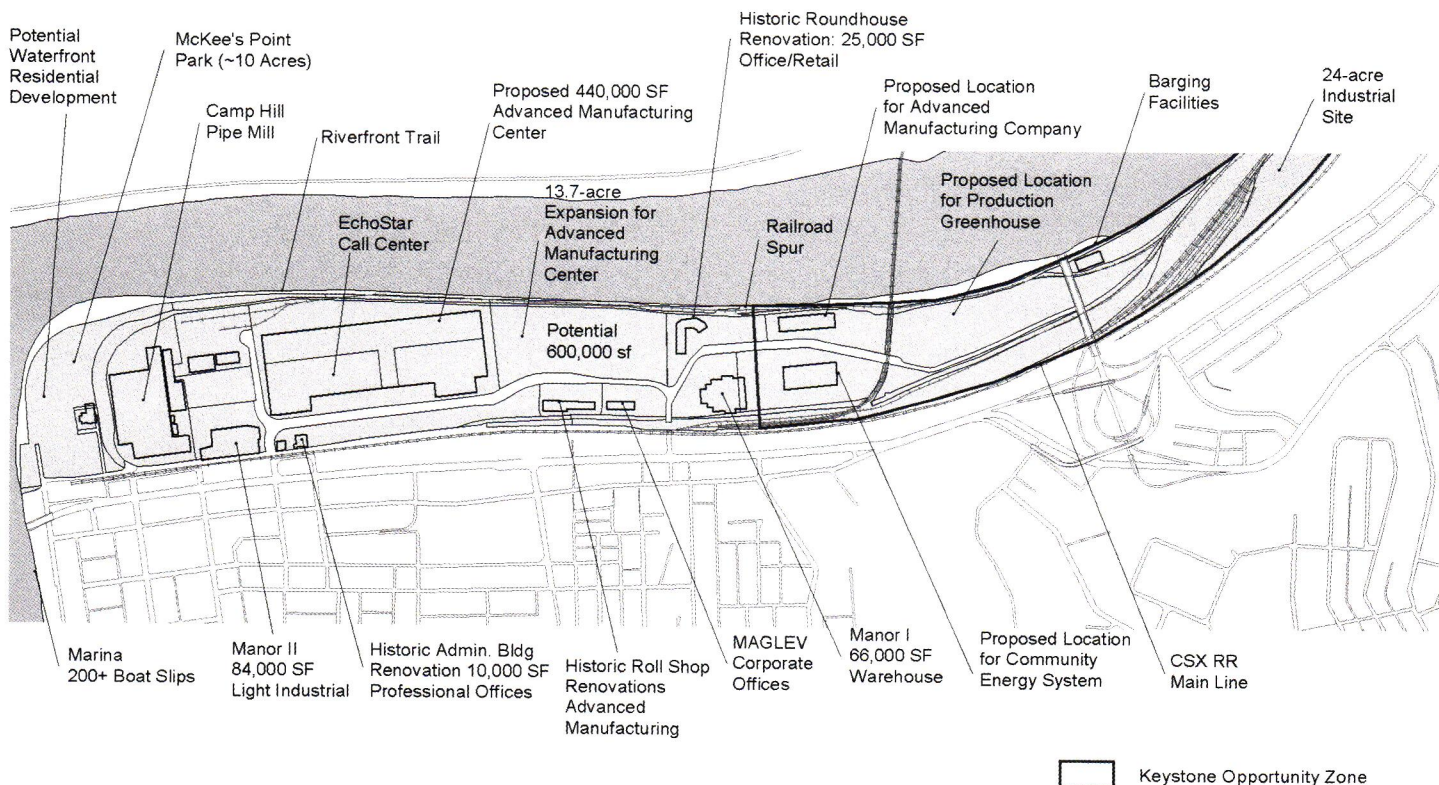 Potential
Waterfront
Residential
Development
McKee's Point
Park (~10 Acres)
Camp Hill
Pipe Mill
Riverfront Trail
Proposed 440,000 SF
Advanced Manufacturing
Center
Historic Roundhouse
Renovation: 25,000 SF
Office/Retail
Proposed Location
for Advanced
Manufacturing Company
Barging
Facilities
24-acre
Industrial
Site
EchoStar
Call Center
13.7-acre
Expansion for
Advanced
Manufacturing
Center
Railroad
Spur
Proposed Location
for Production
Greenhouse
Potential
600,000 sf
Marina
200+ Boat Slips
Manor II
84,000 SF
Light Industrial
Historic Admin. Bldg
Renovation 10,000 SF
Professional Offices
Historic Roll Shop
Renovations
Advanced
Manufacturing
MAGLEV
Corporate
Offices
Manor I
66,000 SF
Warehouse
Proposed Location
for Community
Energy System
CSX RR
Main Line
Keystone Opportunity Zone